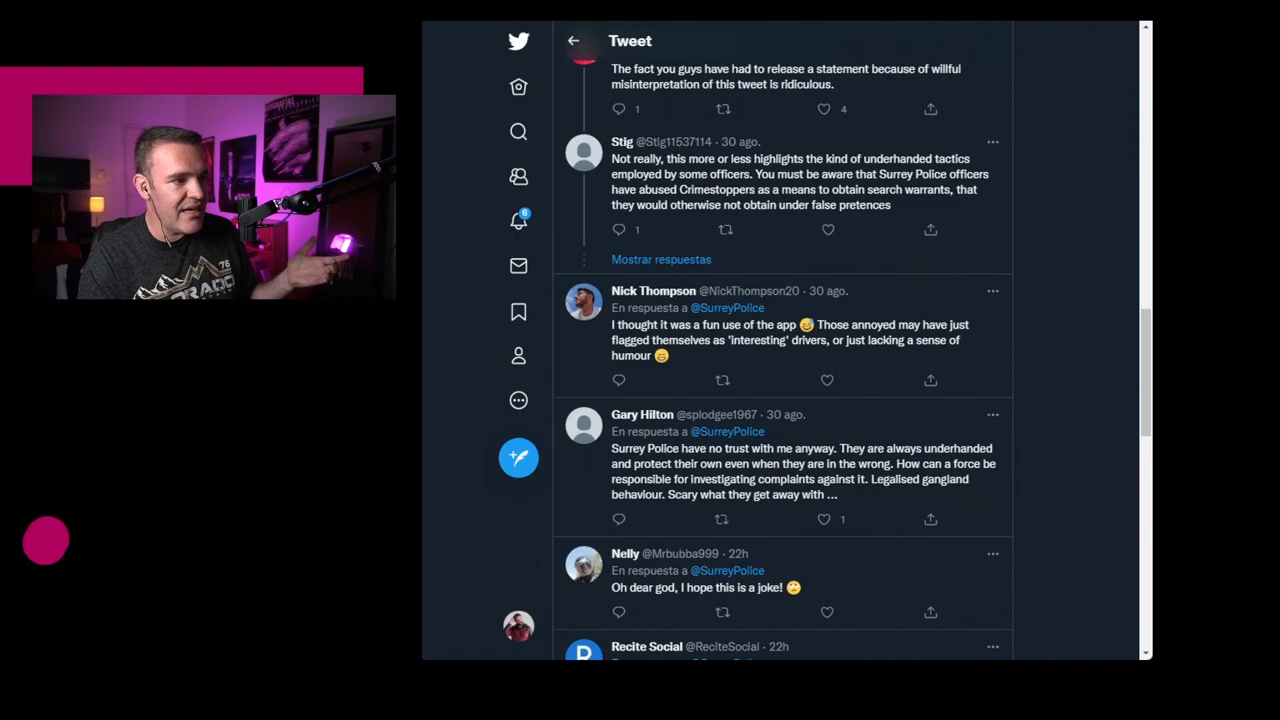 Tweet
The fact you guys have had to release a statement because of willful
misinterpretation of this tweet is ridiculous.
1 4
Stig @Stig11537114 · 30 ago.
Not really, this more or less highlights the kind of underhanded tactics
employed by some officers. You must be aware that Surrey Police officers
have abused Crimestoppers as a means to obtain search warrants, that
they would otherwise not obtain under false pretences
1
Mostrar respuestas
Nick Thompson @NickThompson20 · 30 ago.
En respuesta a @SurreyPolice
I thought it was a fun use of the app 😅 Those annoyed may have just
flagged themselves as 'interesting' drivers, or just lacking a sense of
humour 😄
Gary Hilton @splodgee1967 · 30 ago.
En respuesta a @SurreyPolice
Surrey Police have no trust with me anyway. They are always underhanded
and protect their own even when they are in the wrong. How can a force be
responsible for investigating complaints against it. Legalised gangland
behaviour. Scary what they get away with ...
1
Nelly @Mrbubba999 · 22h
En respuesta a @SurreyPolice
Oh dear god, I hope this is a joke! 🙄
Recite Social @ReciteSocial · 22h
R
6
76